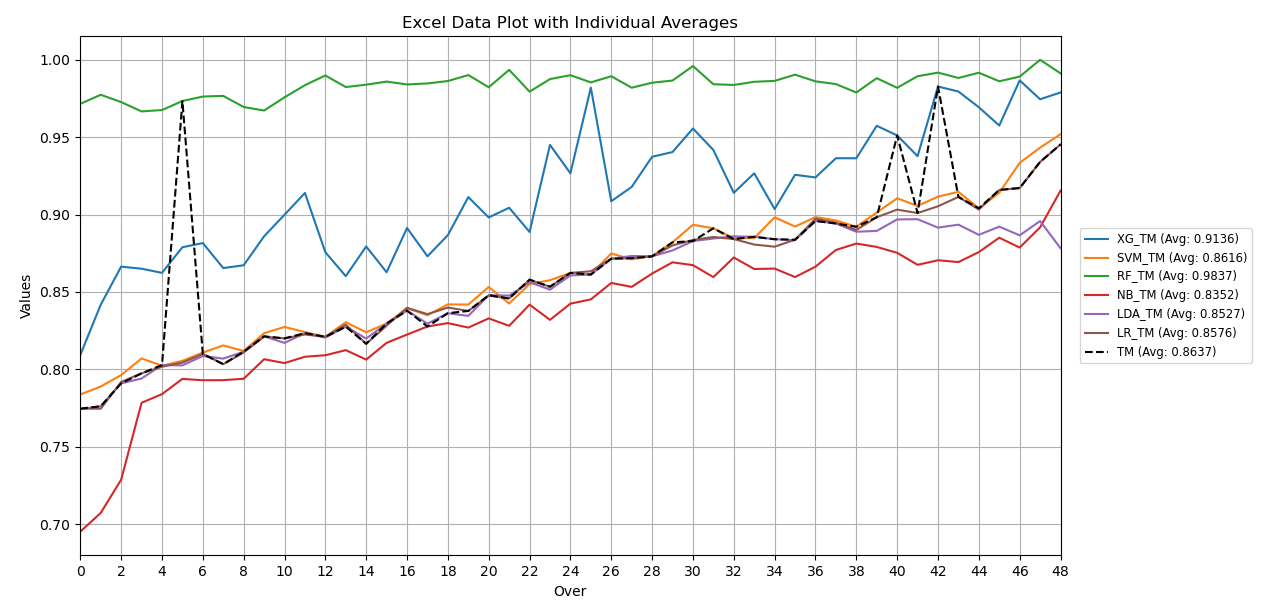 Excel Data Plot with Individual Averages
Values
1.00
0.95
0.90
0.85
0.80
0.75
0.70
0 2 4 6 8 10 12 14 16 18 20 22 24 26 28 30 32 34 36 38 40 42 44 46 48
Over
XG_TM (Avg: 0.9136)
SVM_TM (Avg: 0.8616)
RF_TM (Avg: 0.9837)
NB_TM (Avg: 0.8352)
LDA_TM (Avg: 0.8527)
LR_TM (Avg: 0.8576)
TM (Avg: 0.8637)